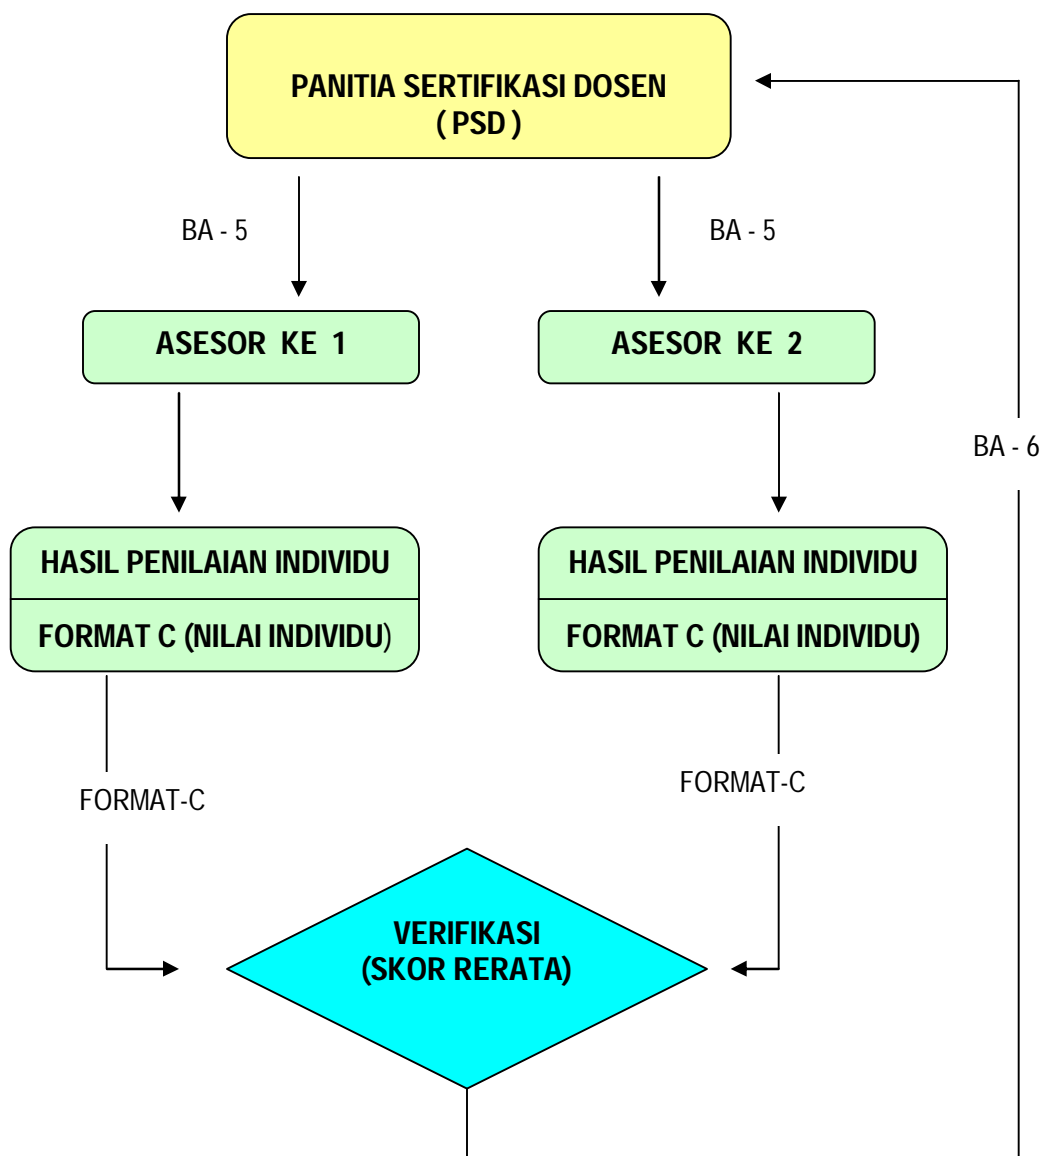 PANITIA SERTIFIKASI DOSEN
( PSD )
BA - 5
BA - 5
ASESOR KE 1
ASESOR KE 2
BA - 6
HASIL PENILAIAN INDIVIDU
FORMAT C (NILAI INDIVIDU)
HASIL PENILAIAN INDIVIDU
FORMAT C (NILAI INDIVIDU)
FORMAT-C
FORMAT-C
VERIFIKASI
(SKOR RERATA)